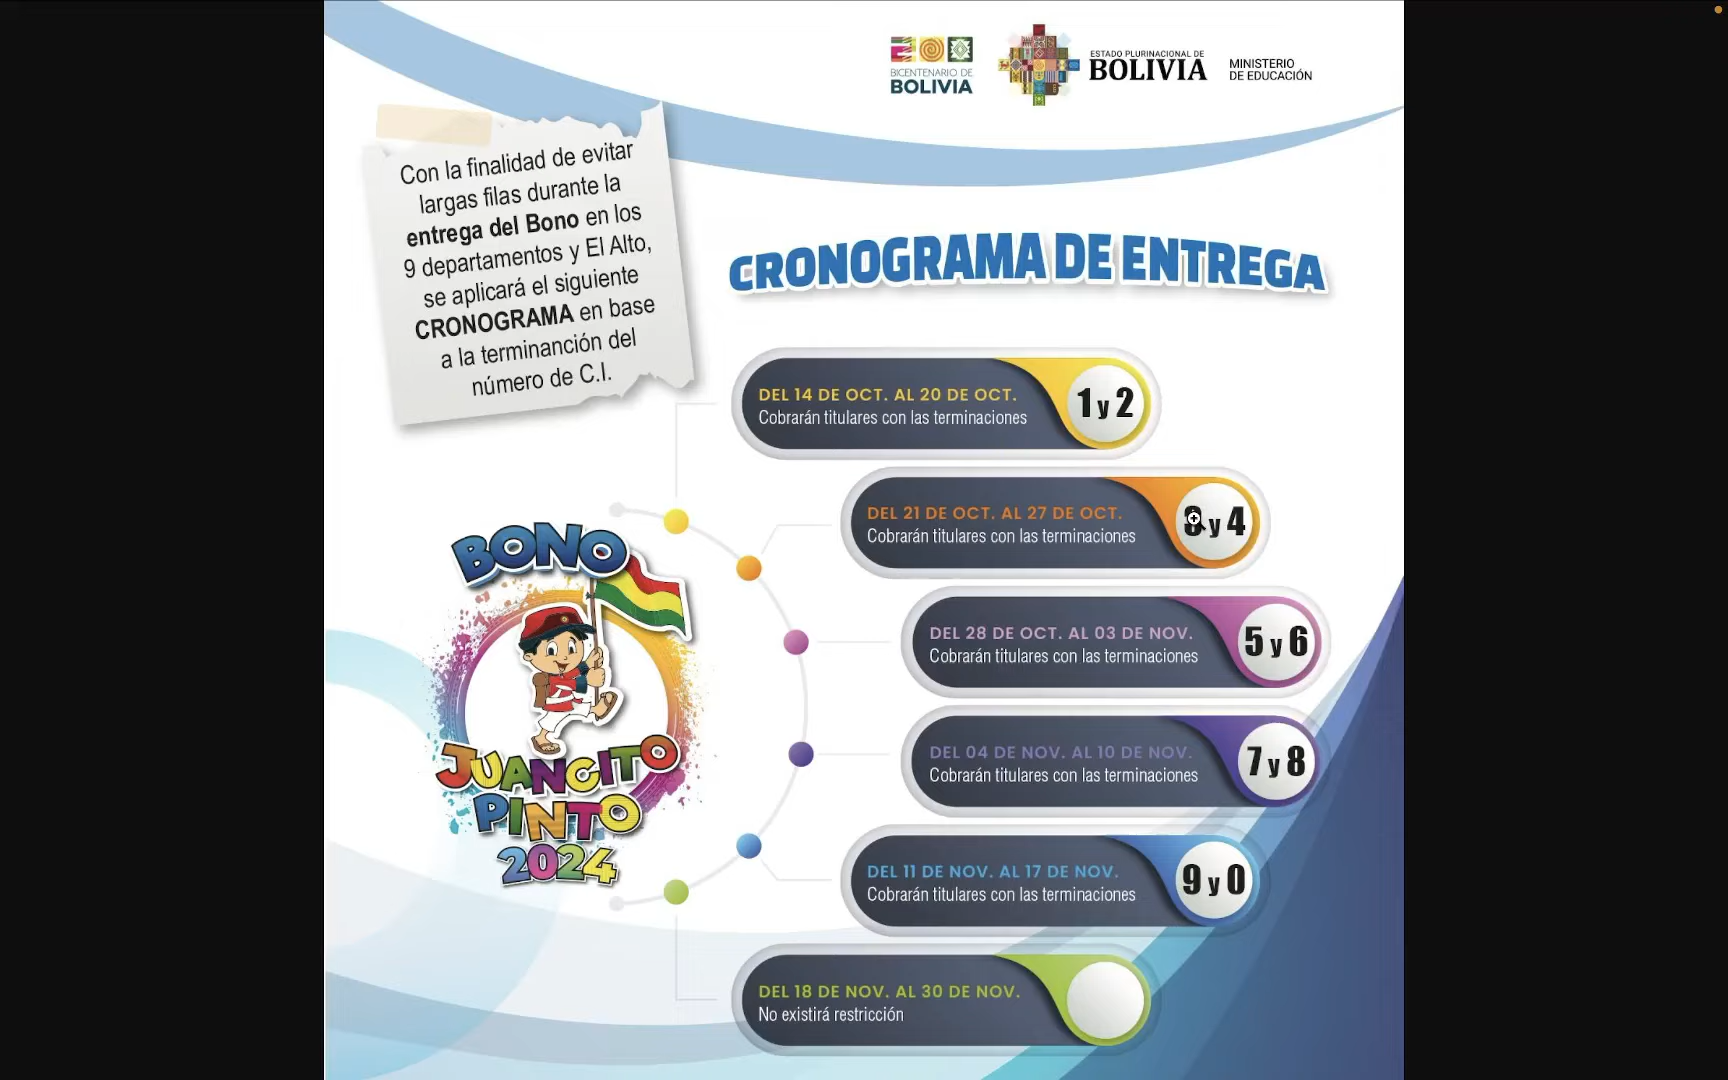 BICENTENARIO DE
BOLIVIA
ESTADO PLURINACIONAL DE
BOLIVIA
MINISTERIO
DE EDUCACIÓN
Con la finalidad de evitar
largas filas durante la
entrega del Bono en los
9 departamentos y El Alto,
se aplicará el siguiente
CRONOGRAMA en base
a la terminanción del
número de C.I.
CRONOGRAMA DE ENTREGA
DEL 14 DE OCT. AL 20 DE OCT.
Cobrarán titulares con las terminaciones
1 y 2
DEL 21 DE OCT. AL 27 DE OCT.
Cobrarán titulares con las terminaciones
y 4
DEL 28 DE OCT. AL 03 DE NOV.
Cobrarán titulares con las terminaciones
5 y 6
DEL 04 DE NOV. AL 10 DE NOV.
Cobrarán titulares con las terminaciones
7 y 8
DEL 11 DE NOV. AL 17 DE NOV.
Cobrarán titulares con las terminaciones
9 y 0
DEL 18 DE NOV. AL 30 DE NOV.
No existirá restricción
BONO
JUANCITO
PINTO
2024